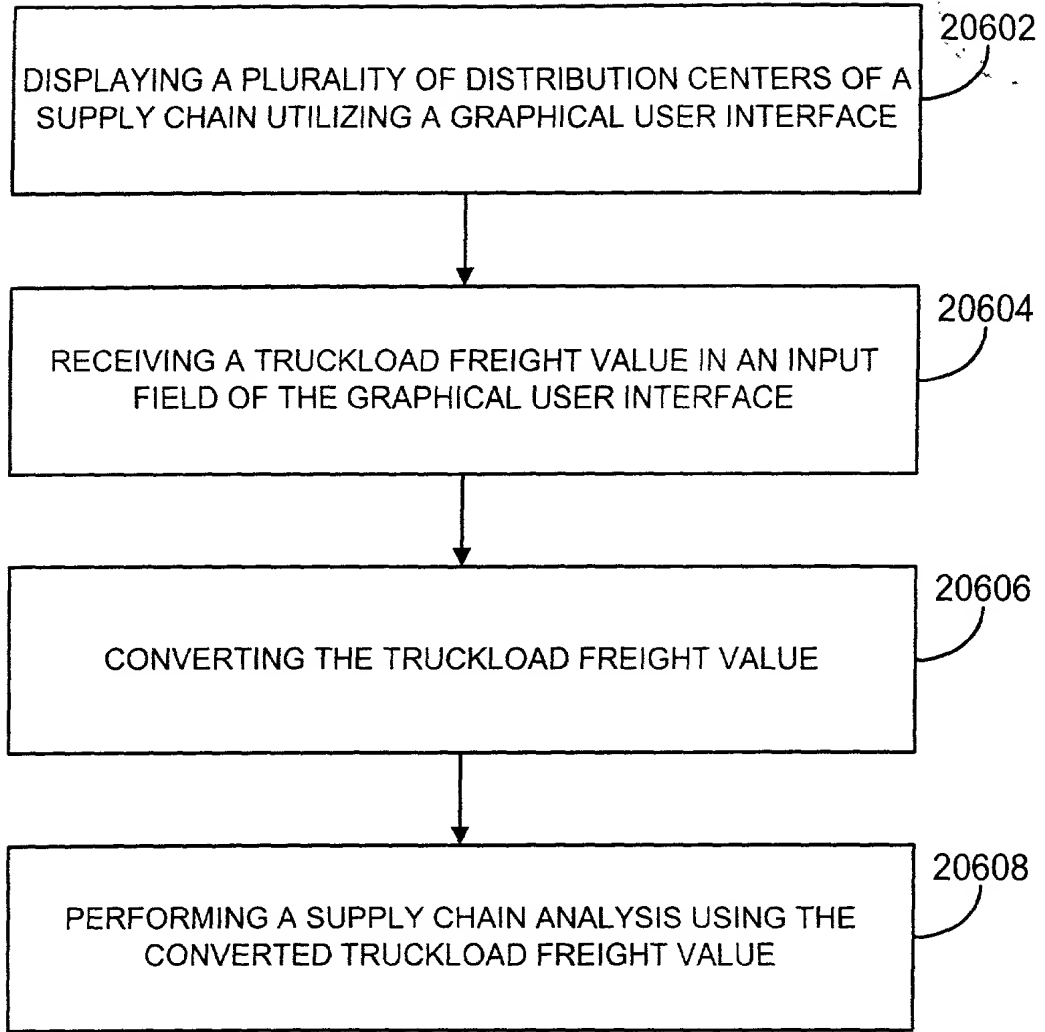 20602
DISPLAYING A PLURALITY OF DISTRIBUTION CENTERS OF A
SUPPLY CHAIN UTILIZING A GRAPHICAL USER INTERFACE
20604
RECEIVING A TRUCKLOAD FREIGHT VALUE IN AN INPUT
FIELD OF THE GRAPHICAL USER INTERFACE
20606
CONVERTING THE TRUCKLOAD FREIGHT VALUE
20608
PERFORMING A SUPPLY CHAIN ANALYSIS USING THE
CONVERTED TRUCKLOAD FREIGHT VALUE